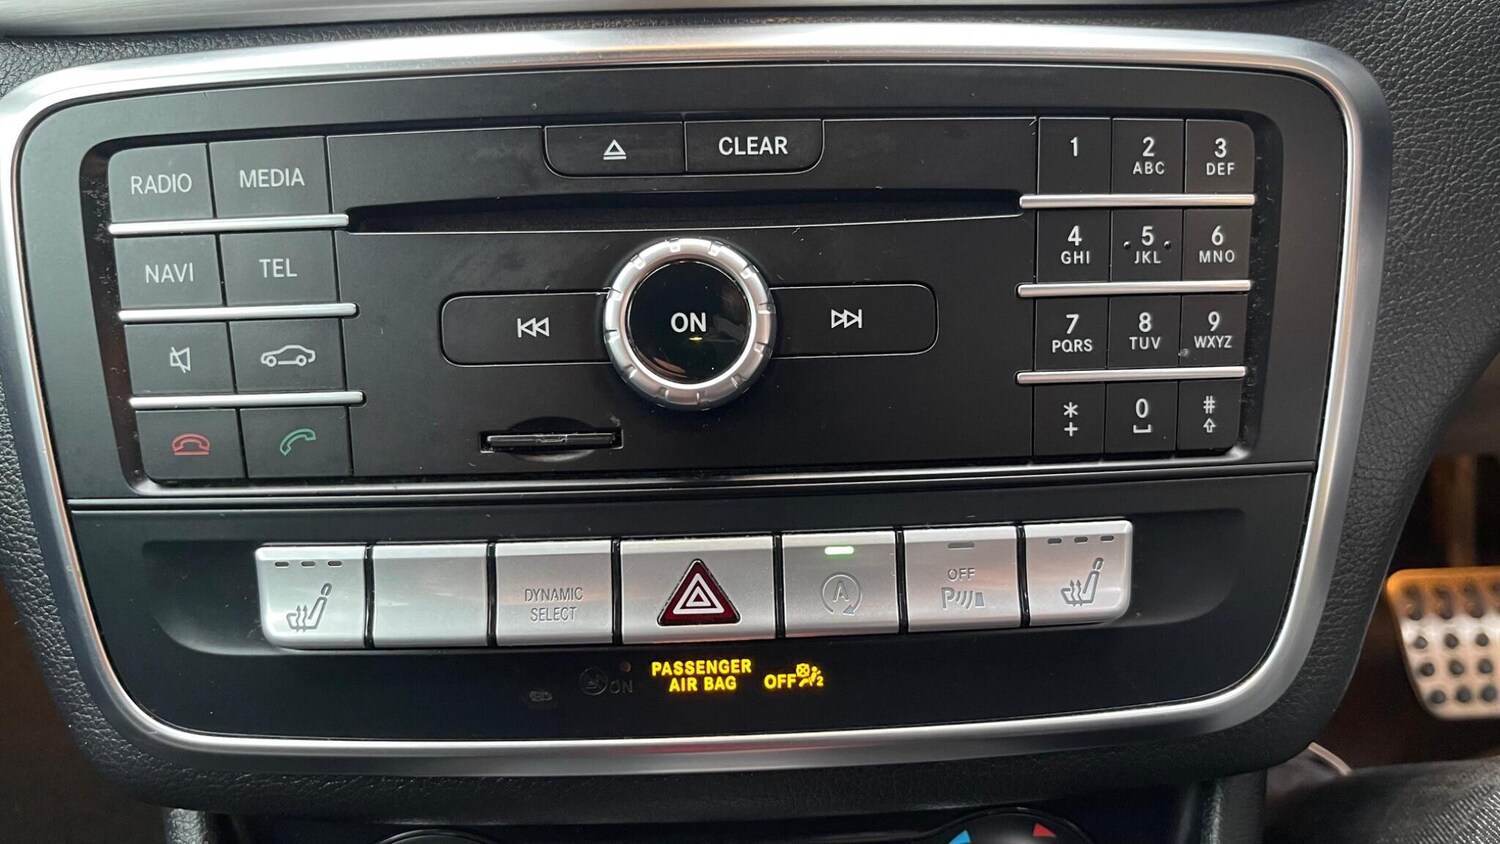 CLEAR
RADIO MEDIA
1 2 3
ABC DEF
NAVI TEL
4 5 6
GHI JKL MNO
ON
7 8 9
PQRS TUV WXYZ
* 0 #
+
DYNAMIC
SELECT
A
OFF
P
PASSENGER
AIR BAG OFF 2
ON